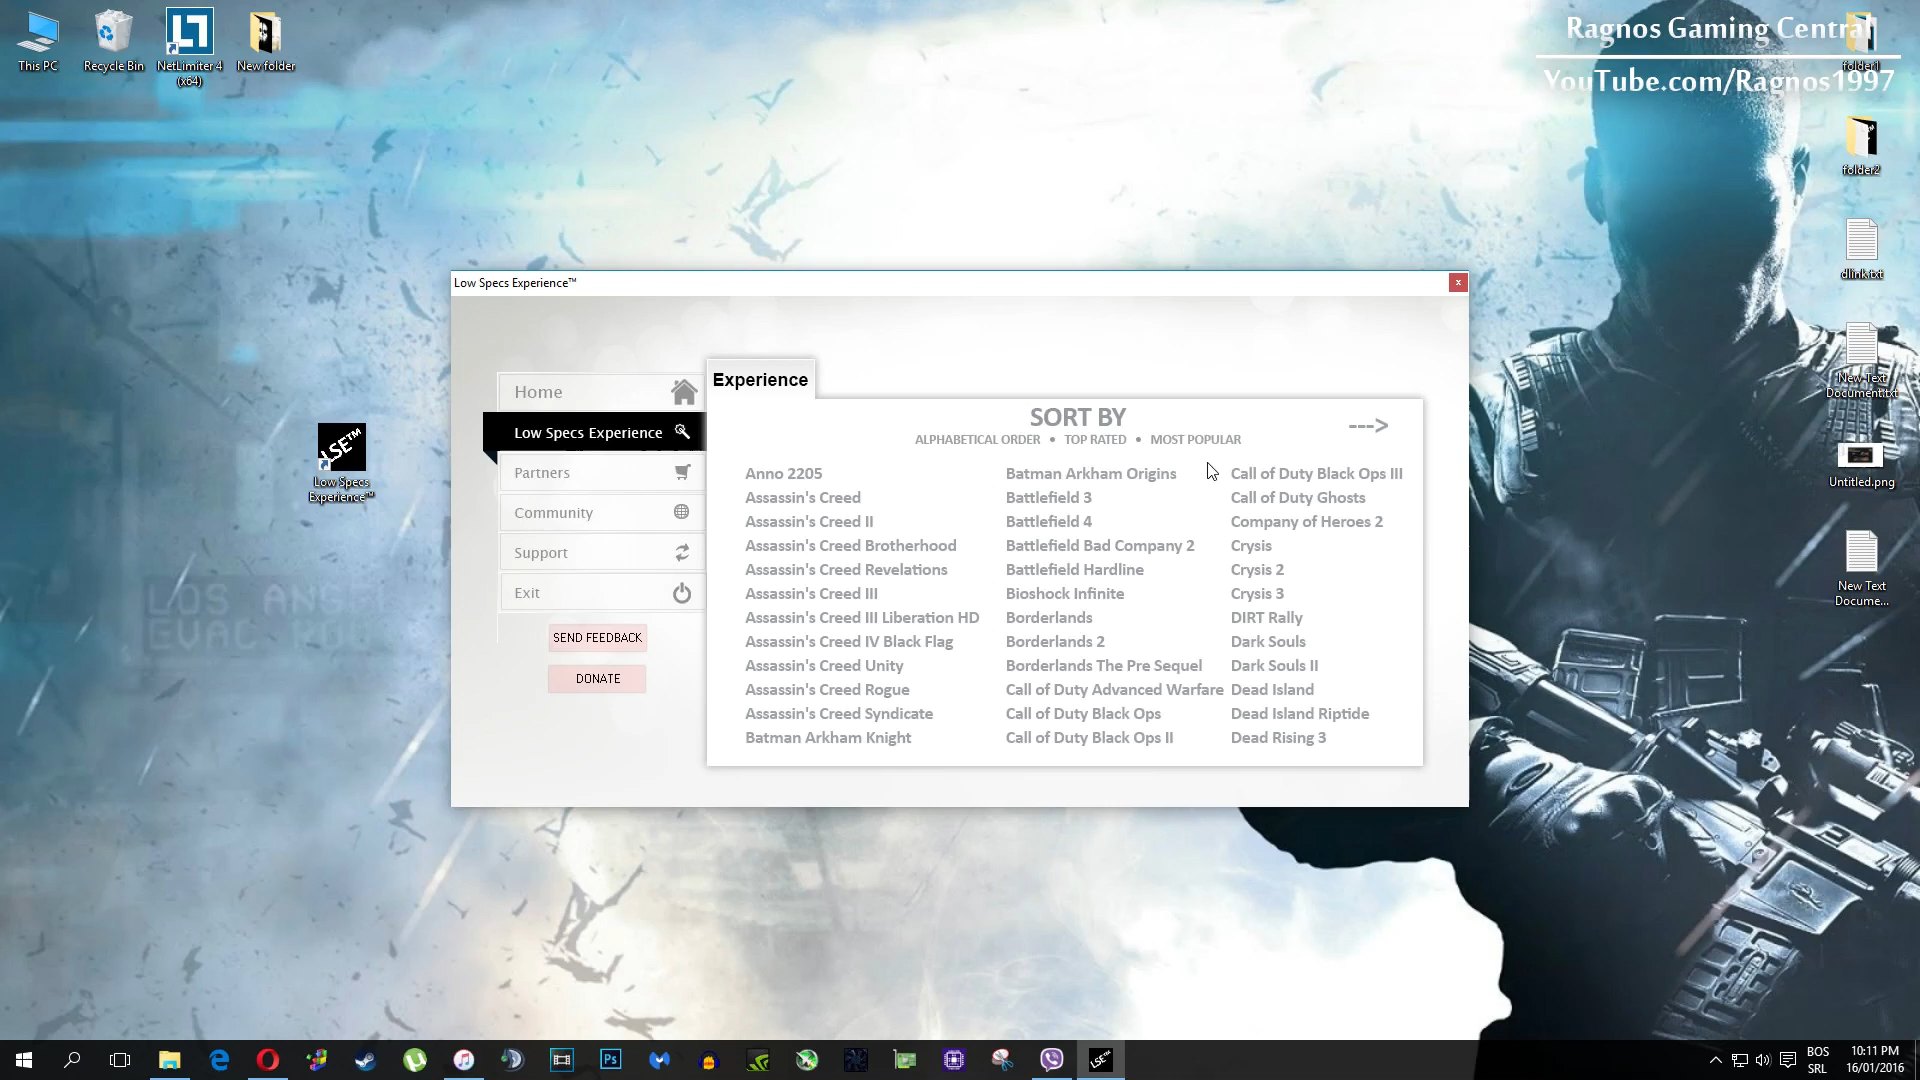 This PC
Recycle Bin
NetLimiter 4
(x64)
New folder
Ragnos Gaming Central
YouTube.com/Ragnos1997
folder1
folder2
dlink.txt
New Text
Document.txt
Untitled.png
New Text
Docume...
LSE™
Low Specs
Experience™
Low Specs Experience™
x
Home
Low Specs Experience
Partners
Community
Support
Exit
SEND FEEDBACK
DONATE
Experience
SORT BY
--->
ALPHABETICAL ORDER • TOP RATED • MOST POPULAR
Anno 2205
Assassin's Creed
Assassin's Creed II
Assassin's Creed Brotherhood
Assassin's Creed Revelations
Assassin's Creed III
Assassin's Creed III Liberation HD
Assassin's Creed IV Black Flag
Assassin's Creed Unity
Assassin's Creed Rogue
Assassin's Creed Syndicate
Batman Arkham Knight
Batman Arkham Origins
Battlefield 3
Battlefield 4
Battlefield Bad Company 2
Battlefield Hardline
Bioshock Infinite
Borderlands
Borderlands 2
Borderlands The Pre Sequel
Call of Duty Advanced Warfare
Call of Duty Black Ops
Call of Duty Black Ops II
Call of Duty Black Ops III
Call of Duty Ghosts
Company of Heroes 2
Crysis
Crysis 2
Crysis 3
DIRT Rally
Dark Souls
Dark Souls II
Dead Island
Dead Island Riptide
Dead Rising 3
LOS
EVAC
Ps
LSE™
BOS
SRL
10:11 PM
16/01/2016